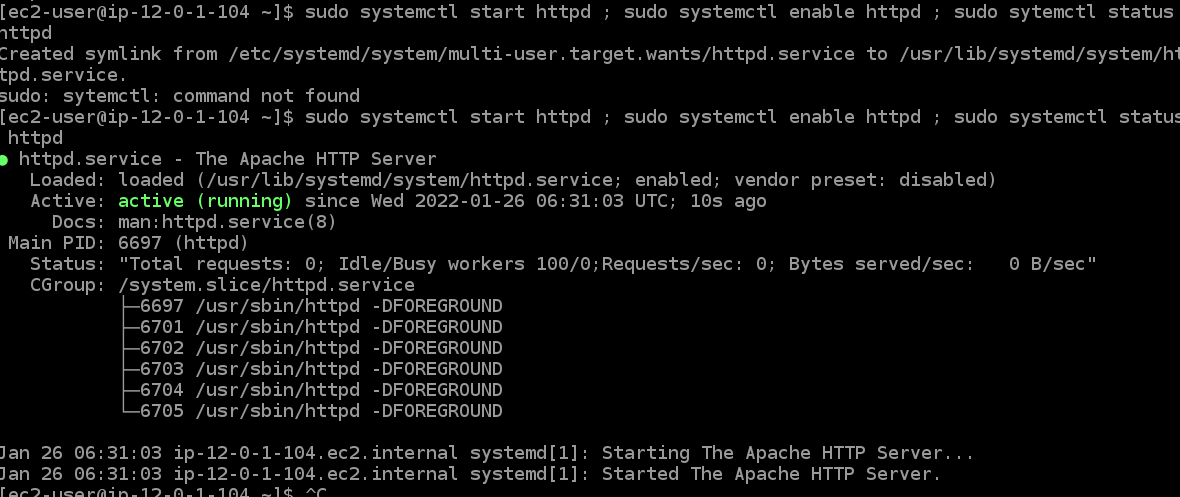 [ec2-user@ip-12-0-1-104 ~]$ sudo systemctl start httpd ; sudo systemctl enable httpd ; sudo sytemctl status
httpd
Created symlink from /etc/systemd/system/multi-user.target.wants/httpd.service to /usr/lib/systemd/system/ht
tpd.service.
sudo: sytemctl: command not found
[ec2-user@ip-12-0-1-104 ~]$ sudo systemctl start httpd ; sudo systemctl enable httpd ; sudo systemctl status
 httpd
● httpd.service - The Apache HTTP Server
   Loaded: loaded (/usr/lib/systemd/system/httpd.service; enabled; vendor preset: disabled)
   Active: active (running) since Wed 2022-01-26 06:31:03 UTC; 10s ago
     Docs: man:httpd.service(8)
 Main PID: 6697 (httpd)
   Status: "Total requests: 0; Idle/Busy workers 100/0;Requests/sec: 0; Bytes served/sec:   0 B/sec"
   CGroup: /system.slice/httpd.service
           ├─6697 /usr/sbin/httpd -DFOREGROUND
           ├─6701 /usr/sbin/httpd -DFOREGROUND
           ├─6702 /usr/sbin/httpd -DFOREGROUND
           ├─6703 /usr/sbin/httpd -DFOREGROUND
           ├─6704 /usr/sbin/httpd -DFOREGROUND
           └─6705 /usr/sbin/httpd -DFOREGROUND

Jan 26 06:31:03 ip-12-0-1-104.ec2.internal systemd[1]: Starting The Apache HTTP Server...
Jan 26 06:31:03 ip-12-0-1-104.ec2.internal systemd[1]: Started The Apache HTTP Server.
[ec2-user@ip-12-0-1-104 ~]$ ^C